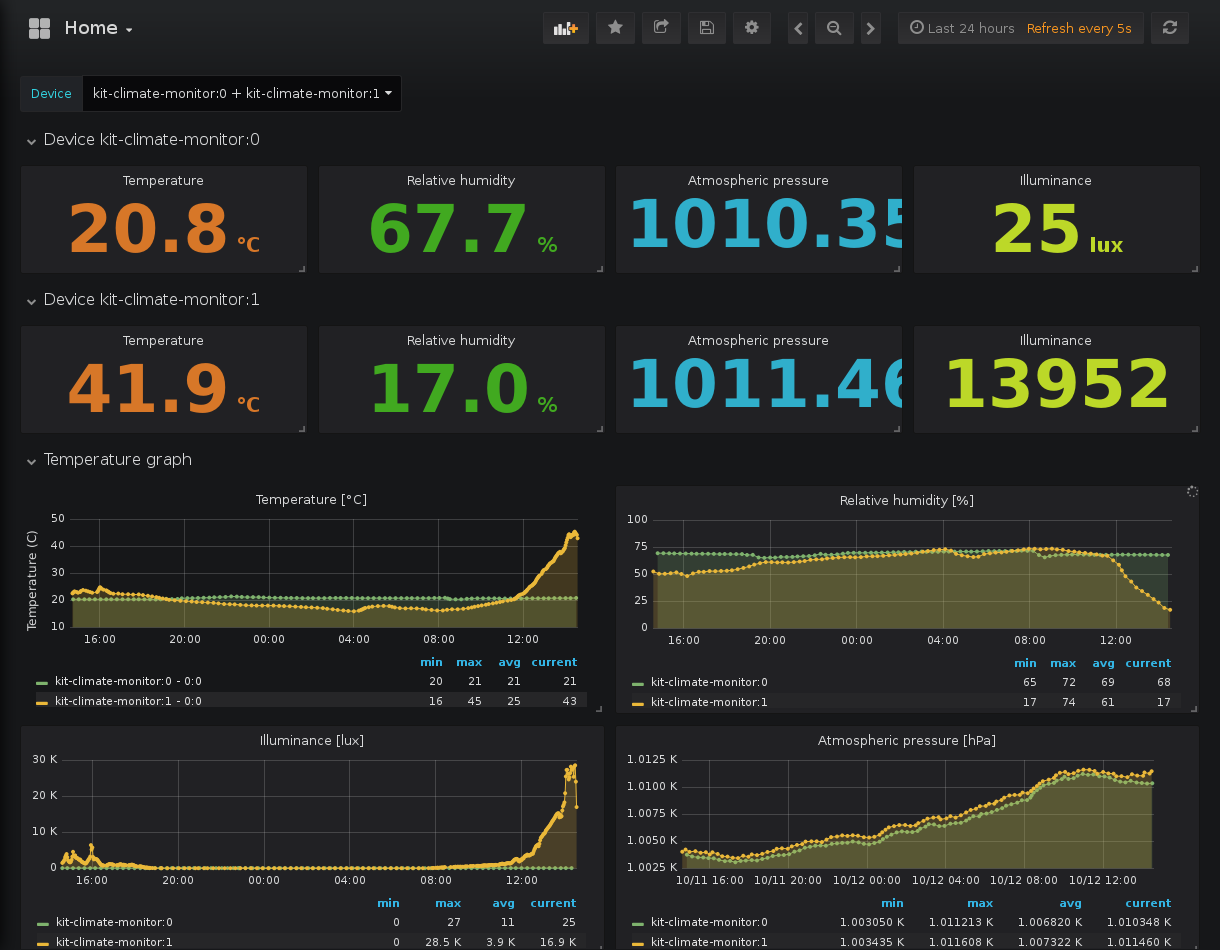 Home
Last 24 hours Refresh every 5s
Device kit-climate-monitor:0 + kit-climate-monitor:1
Device kit-climate-monitor:0
Temperature Relative humidity Atmospheric pressure Illuminance
20.8 °C 67.7 % 1010.35 25 lux
Device kit-climate-monitor:1
Temperature Relative humidity Atmospheric pressure Illuminance
41.9 °C 17.0 % 1011.46 13952
Temperature graph
Temperature [°C]
Temperature (C)
50
40
30
20
10
16:00 20:00 00:00 04:00 08:00 12:00
min max avg current
kit-climate-monitor:0 - 0:0 20 21 21 21
kit-climate-monitor:1 - 0:0 16 45 25 43
Relative humidity [%]
100
75
50
25
0
16:00 20:00 00:00 04:00 08:00 12:00
min max avg current
kit-climate-monitor:0 65 72 69 68
kit-climate-monitor:1 17 74 61 17
Illuminance [lux]
30 K
20 K
10 K
0
16:00 20:00 00:00 04:00 08:00 12:00
min max avg current
kit-climate-monitor:0 0 27 11 25
kit-climate-monitor:1 0 28.5 K 3.9 K 16.9 K
Atmospheric pressure [hPa]
1.0125 K
1.0100 K
1.0075 K
1.0050 K
1.0025 K
10/11 16:00 10/11 20:00 10/12 00:00 10/12 04:00 10/12 08:00 10/12 12:00
min max avg current
kit-climate-monitor:0 1.003050 K 1.011213 K 1.006820 K 1.010348 K
kit-climate-monitor:1 1.003435 K 1.011608 K 1.007322 K 1.011460 K